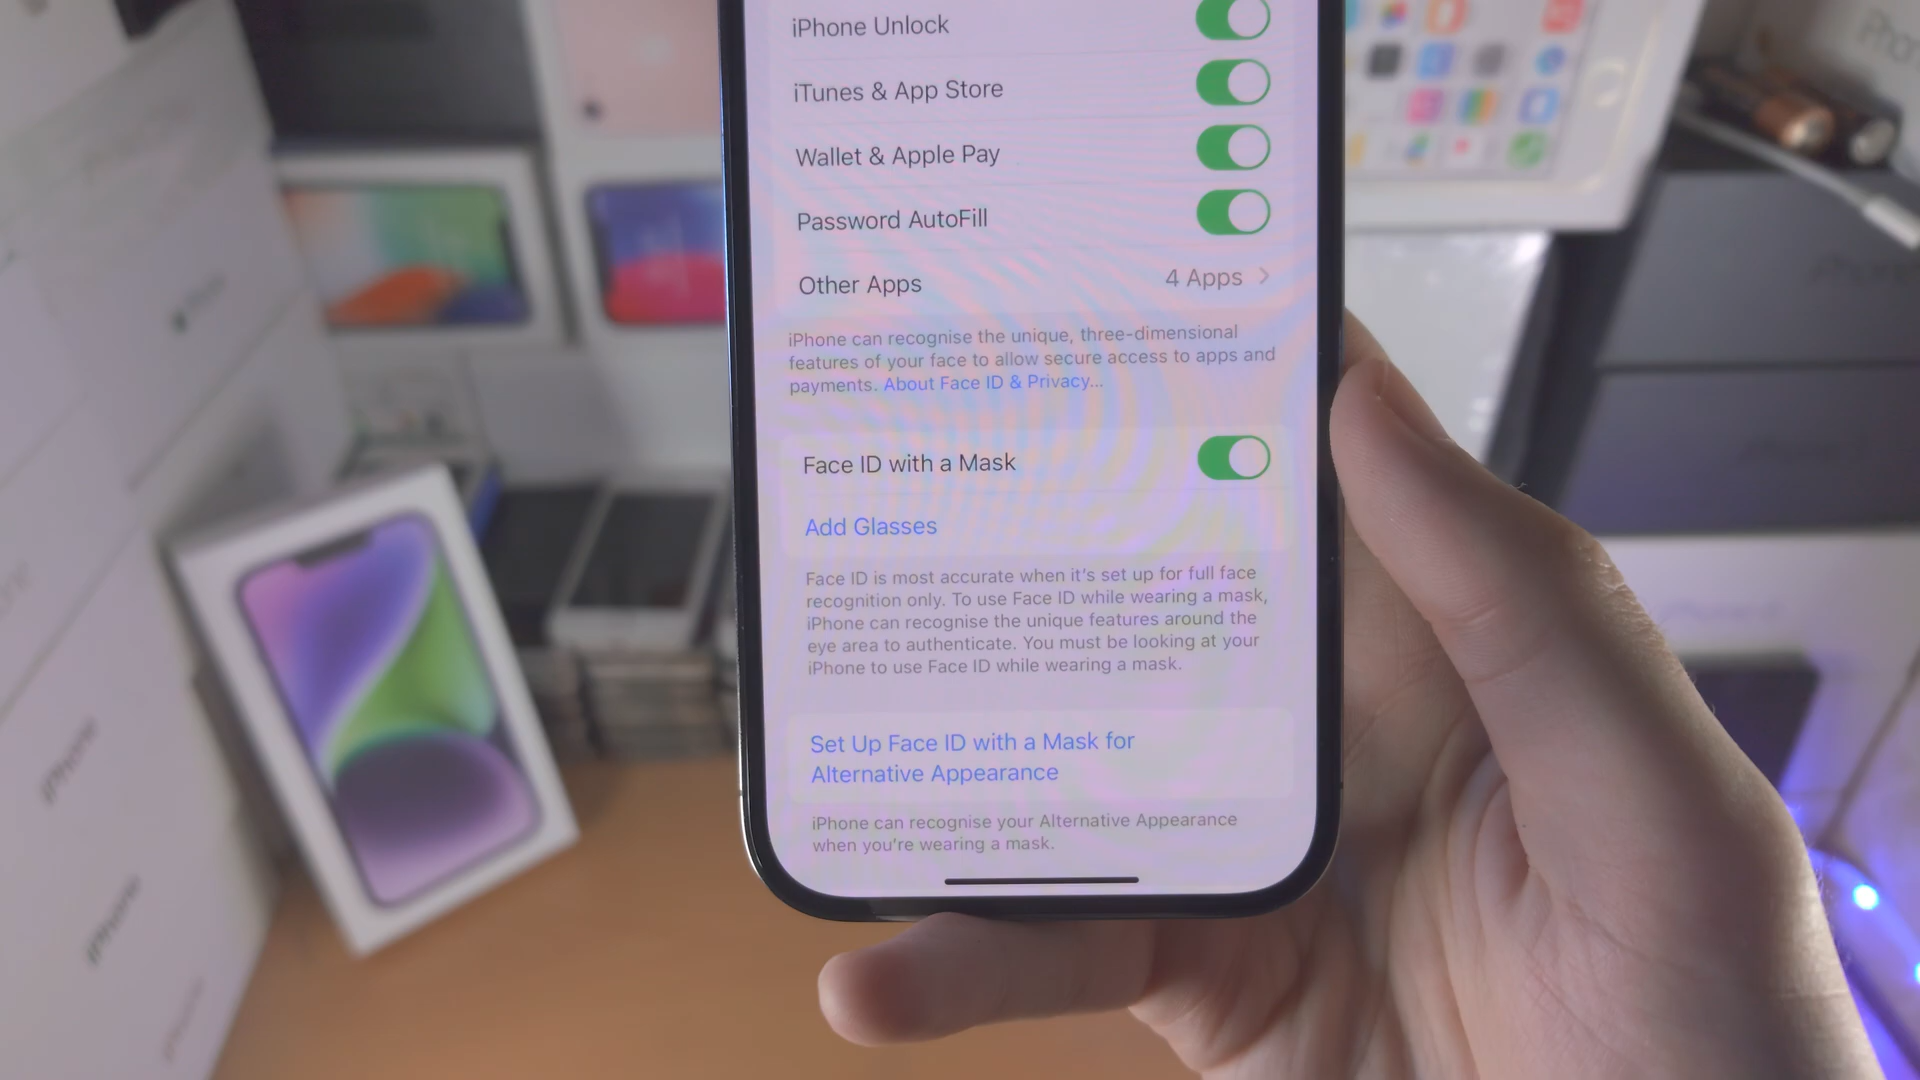 iPhone Unlock
iTunes & App Store
Wallet & Apple Pay
Password AutoFill
Other Apps 4 Apps
iPhone can recognise the unique, three-dimensional
features of your face to allow secure access to apps and
payments. About Face ID & Privacy...
Face ID with a Mask
Add Glasses
Face ID is most accurate when it's set up for full face
recognition only. To use Face ID while wearing a mask,
iPhone can recognise the unique features around the
eye area to authenticate. You must be looking at your
iPhone to use Face ID while wearing a mask.
Set Up Face ID with a Mask for
Alternative Appearance
iPhone can recognise your Alternative Appearance
when you're wearing a mask.
iPhone
iPhone